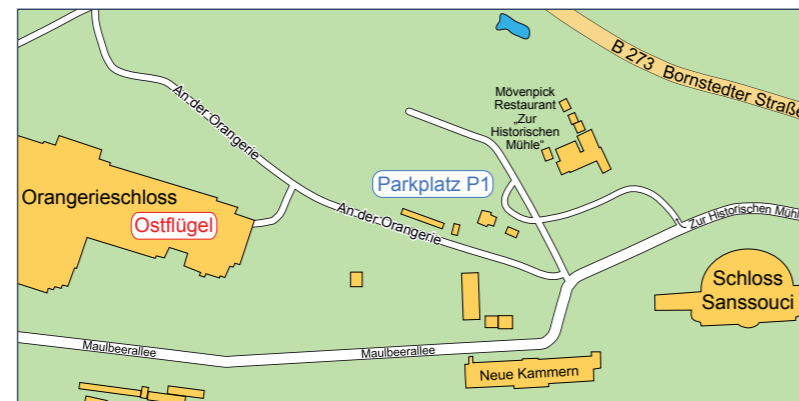 B 273 Bornstedter Straße
An der Orangerie
Mövenpick
Restaurant
„Zur
Historischen
Mühle“
Orangerieschloss
Ostflügel
Parkplatz P1
An der Orangerie
Zur Historischen Mühl
Schloss
Sanssouci
Maulbeerallee
Maulbeerallee
Neue Kammern